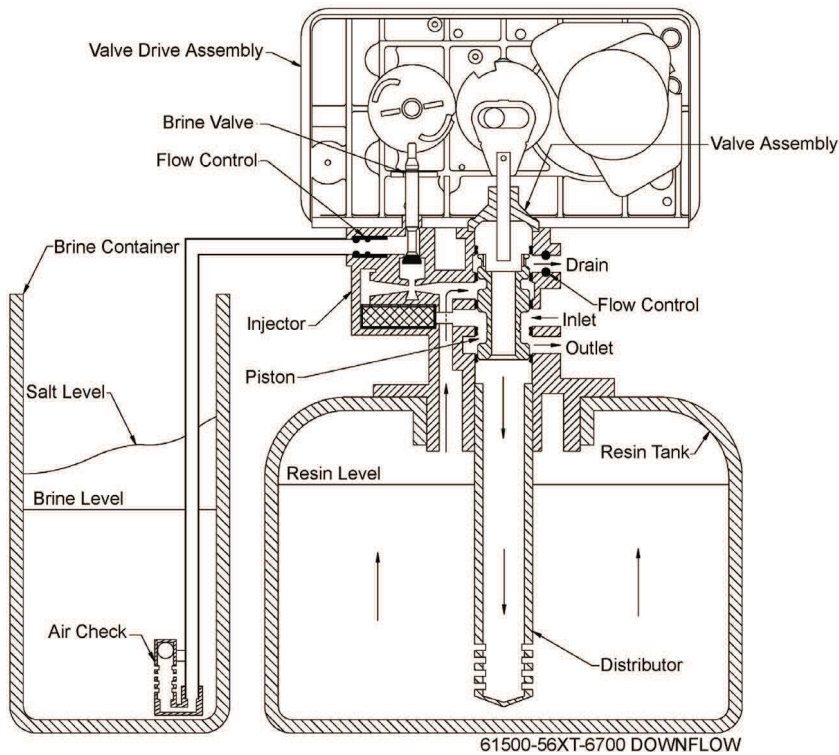 Valve Drive Assembly
Brine Valve
Valve Assembly
Flow Control
Brine Container
Drain
Flow Control
Injector
Inlet
Outlet
Piston
Salt Level
Resin Tank
Resin Level
Brine Level
Air Check
Distributor
61500-56XT-6700 DOWNFLOW